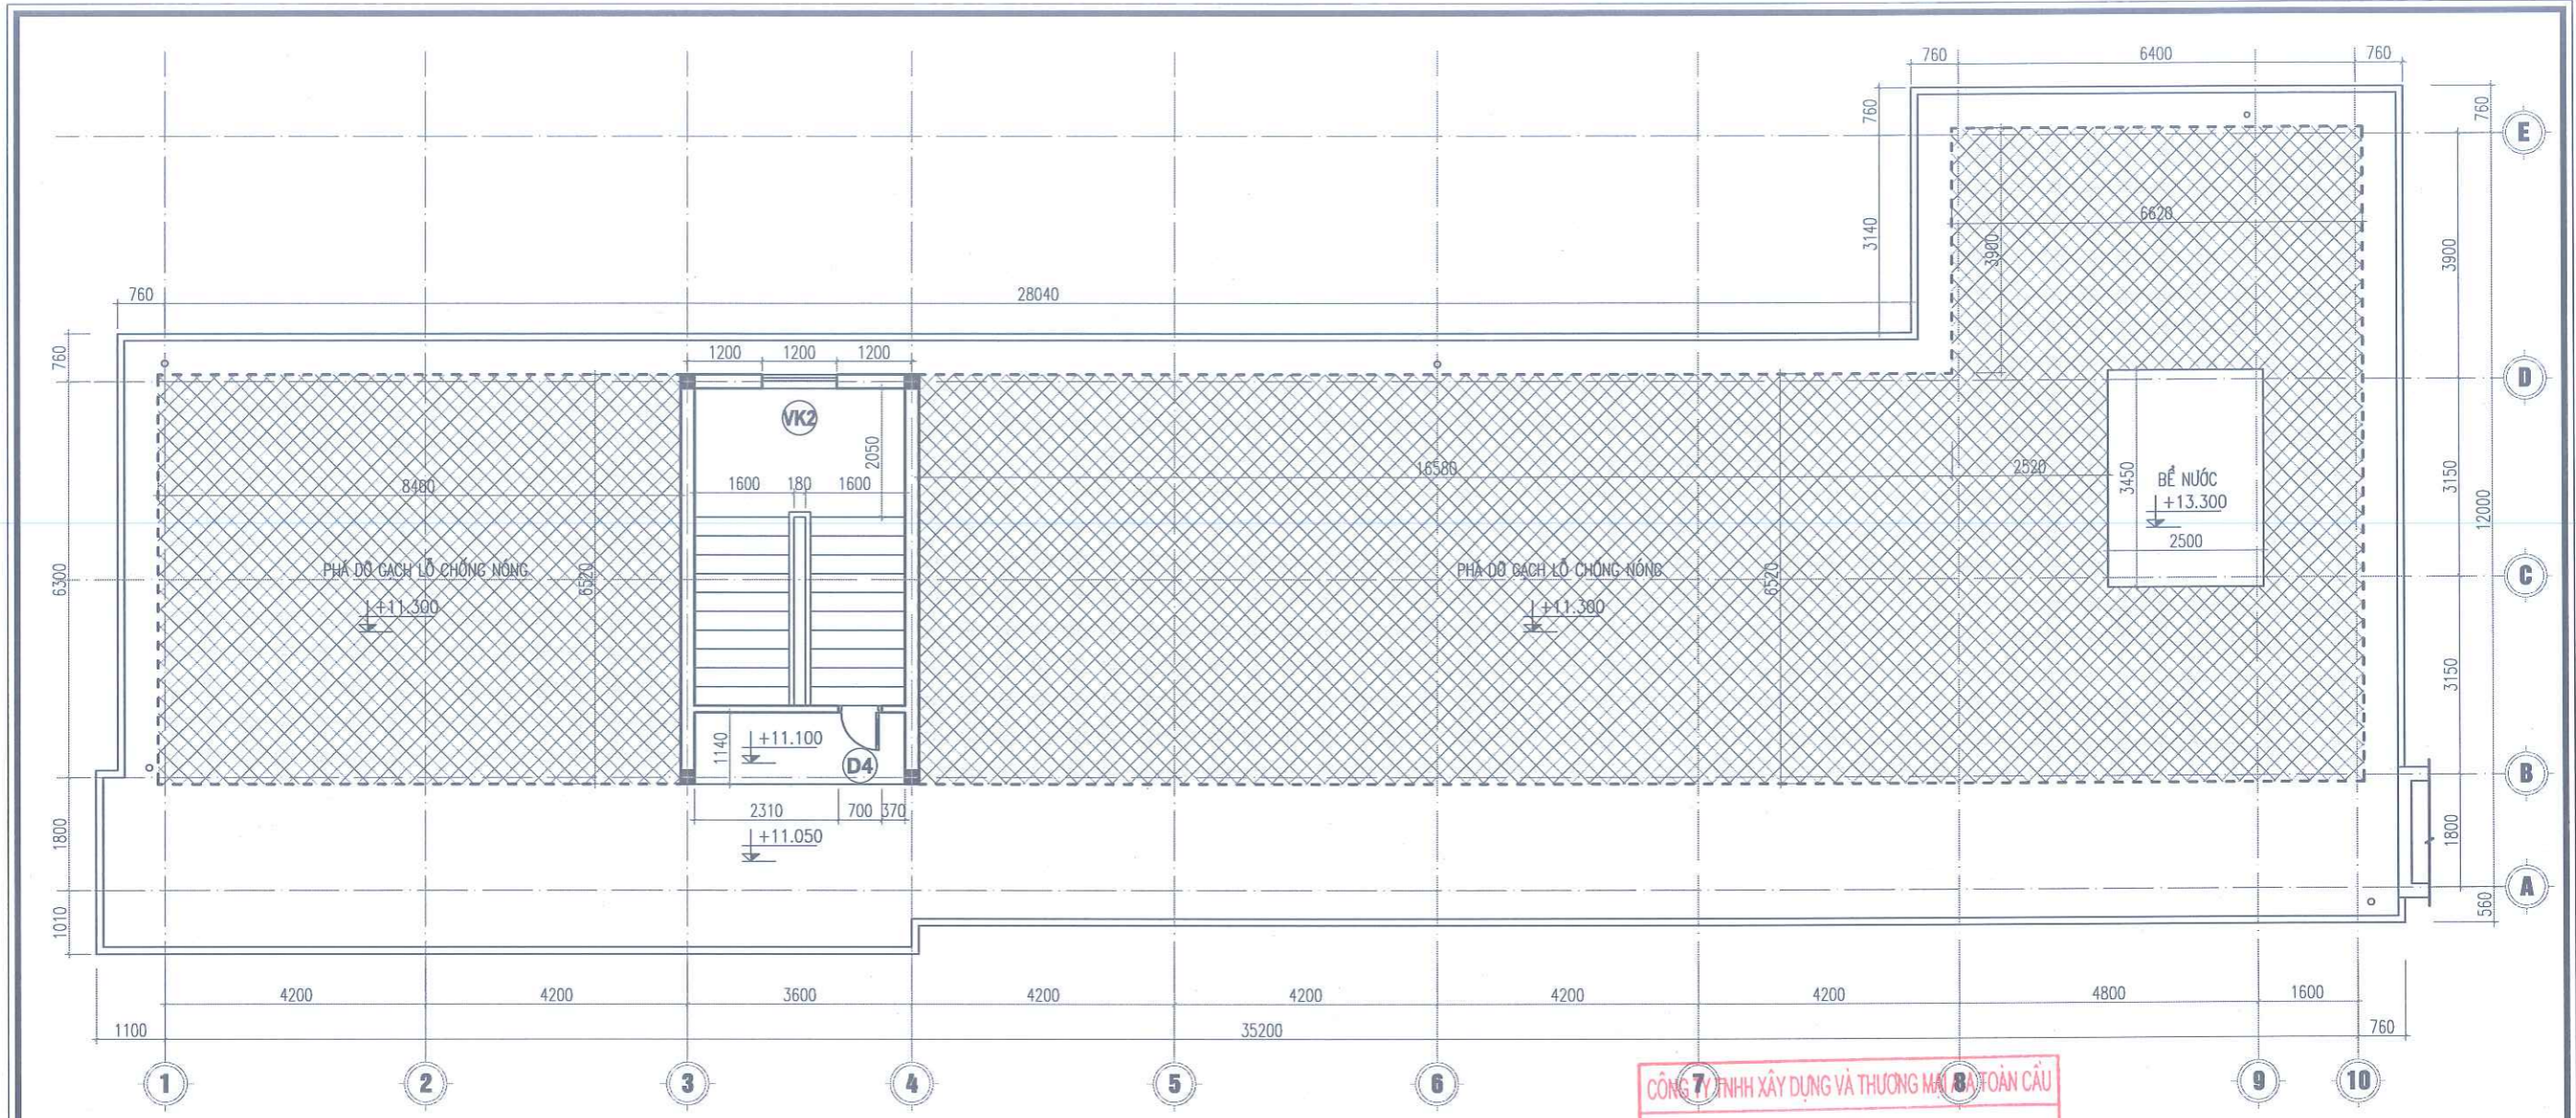 760 6400 760
760
760
E
3140
6620
3900
3900
760
28040
760
1200 1200 1200
D
VK2
2050
16580
2520
1600 180 1600
3450
BỂ NƯỚC
+13.300
3150
12000
2500
PHÁ DỠ GẠCH LỖ CHỐNG NÓNG
6520
PHÁ DỠ GẠCH LỖ CHỐNG NÓNG
6520
6300
C
+11.300
+11.300
3150
1140
+11.100
D4
B
2310 700 370
1800
+11.050
1800
A
1010
560
4200 4200 3600 4200 4200 4200 4200 4800 1600
1100 35200 760
1 2 3 4 5 6 7 8 9 10
CÔNG TY TNHH XÂY DỰNG VÀ THƯƠNG MẠI TOÀN CẦU